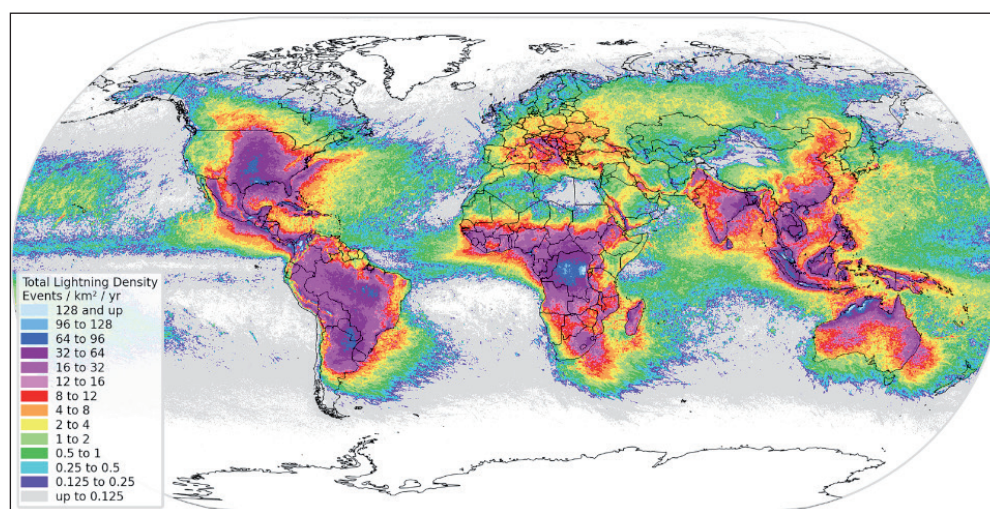 Total Lightning Density
Events / km² / yr
128 and up
96 to 128
64 to 96
32 to 64
16 to 32
12 to 16
8 to 12
4 to 8
2 to 4
1 to 2
0.5 to 1
0.25 to 0.5
0.125 to 0.25
up to 0.125